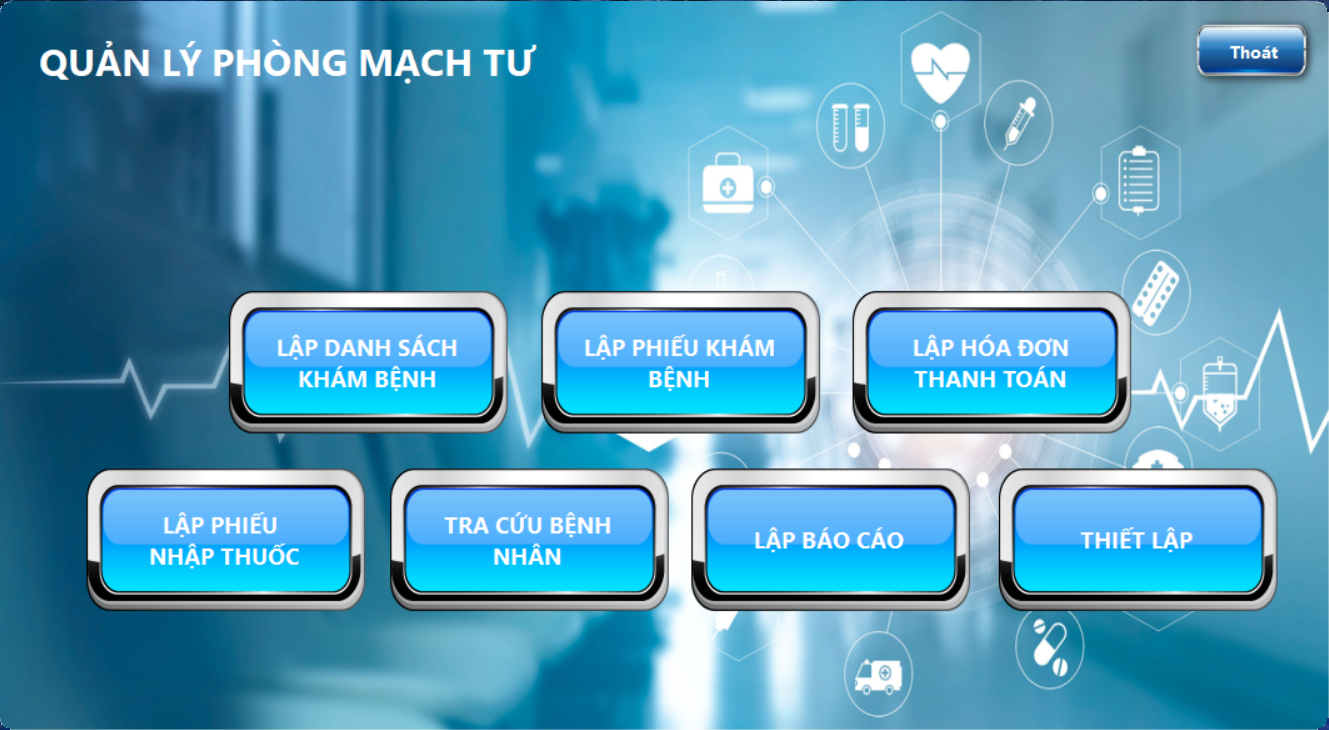 QUẢN LÝ PHÒNG MẠCH TƯ
Thoát
LẬP DANH SÁCH
KHÁM BỆNH
LẬP PHIẾU KHÁM
BỆNH
LẬP HÓA ĐƠN
THANH TOÁN
LẬP PHIẾU
NHẬP THUỐC
TRA CỨU BỆNH
NHÂN
LẬP BÁO CÁO
THIẾT LẬP